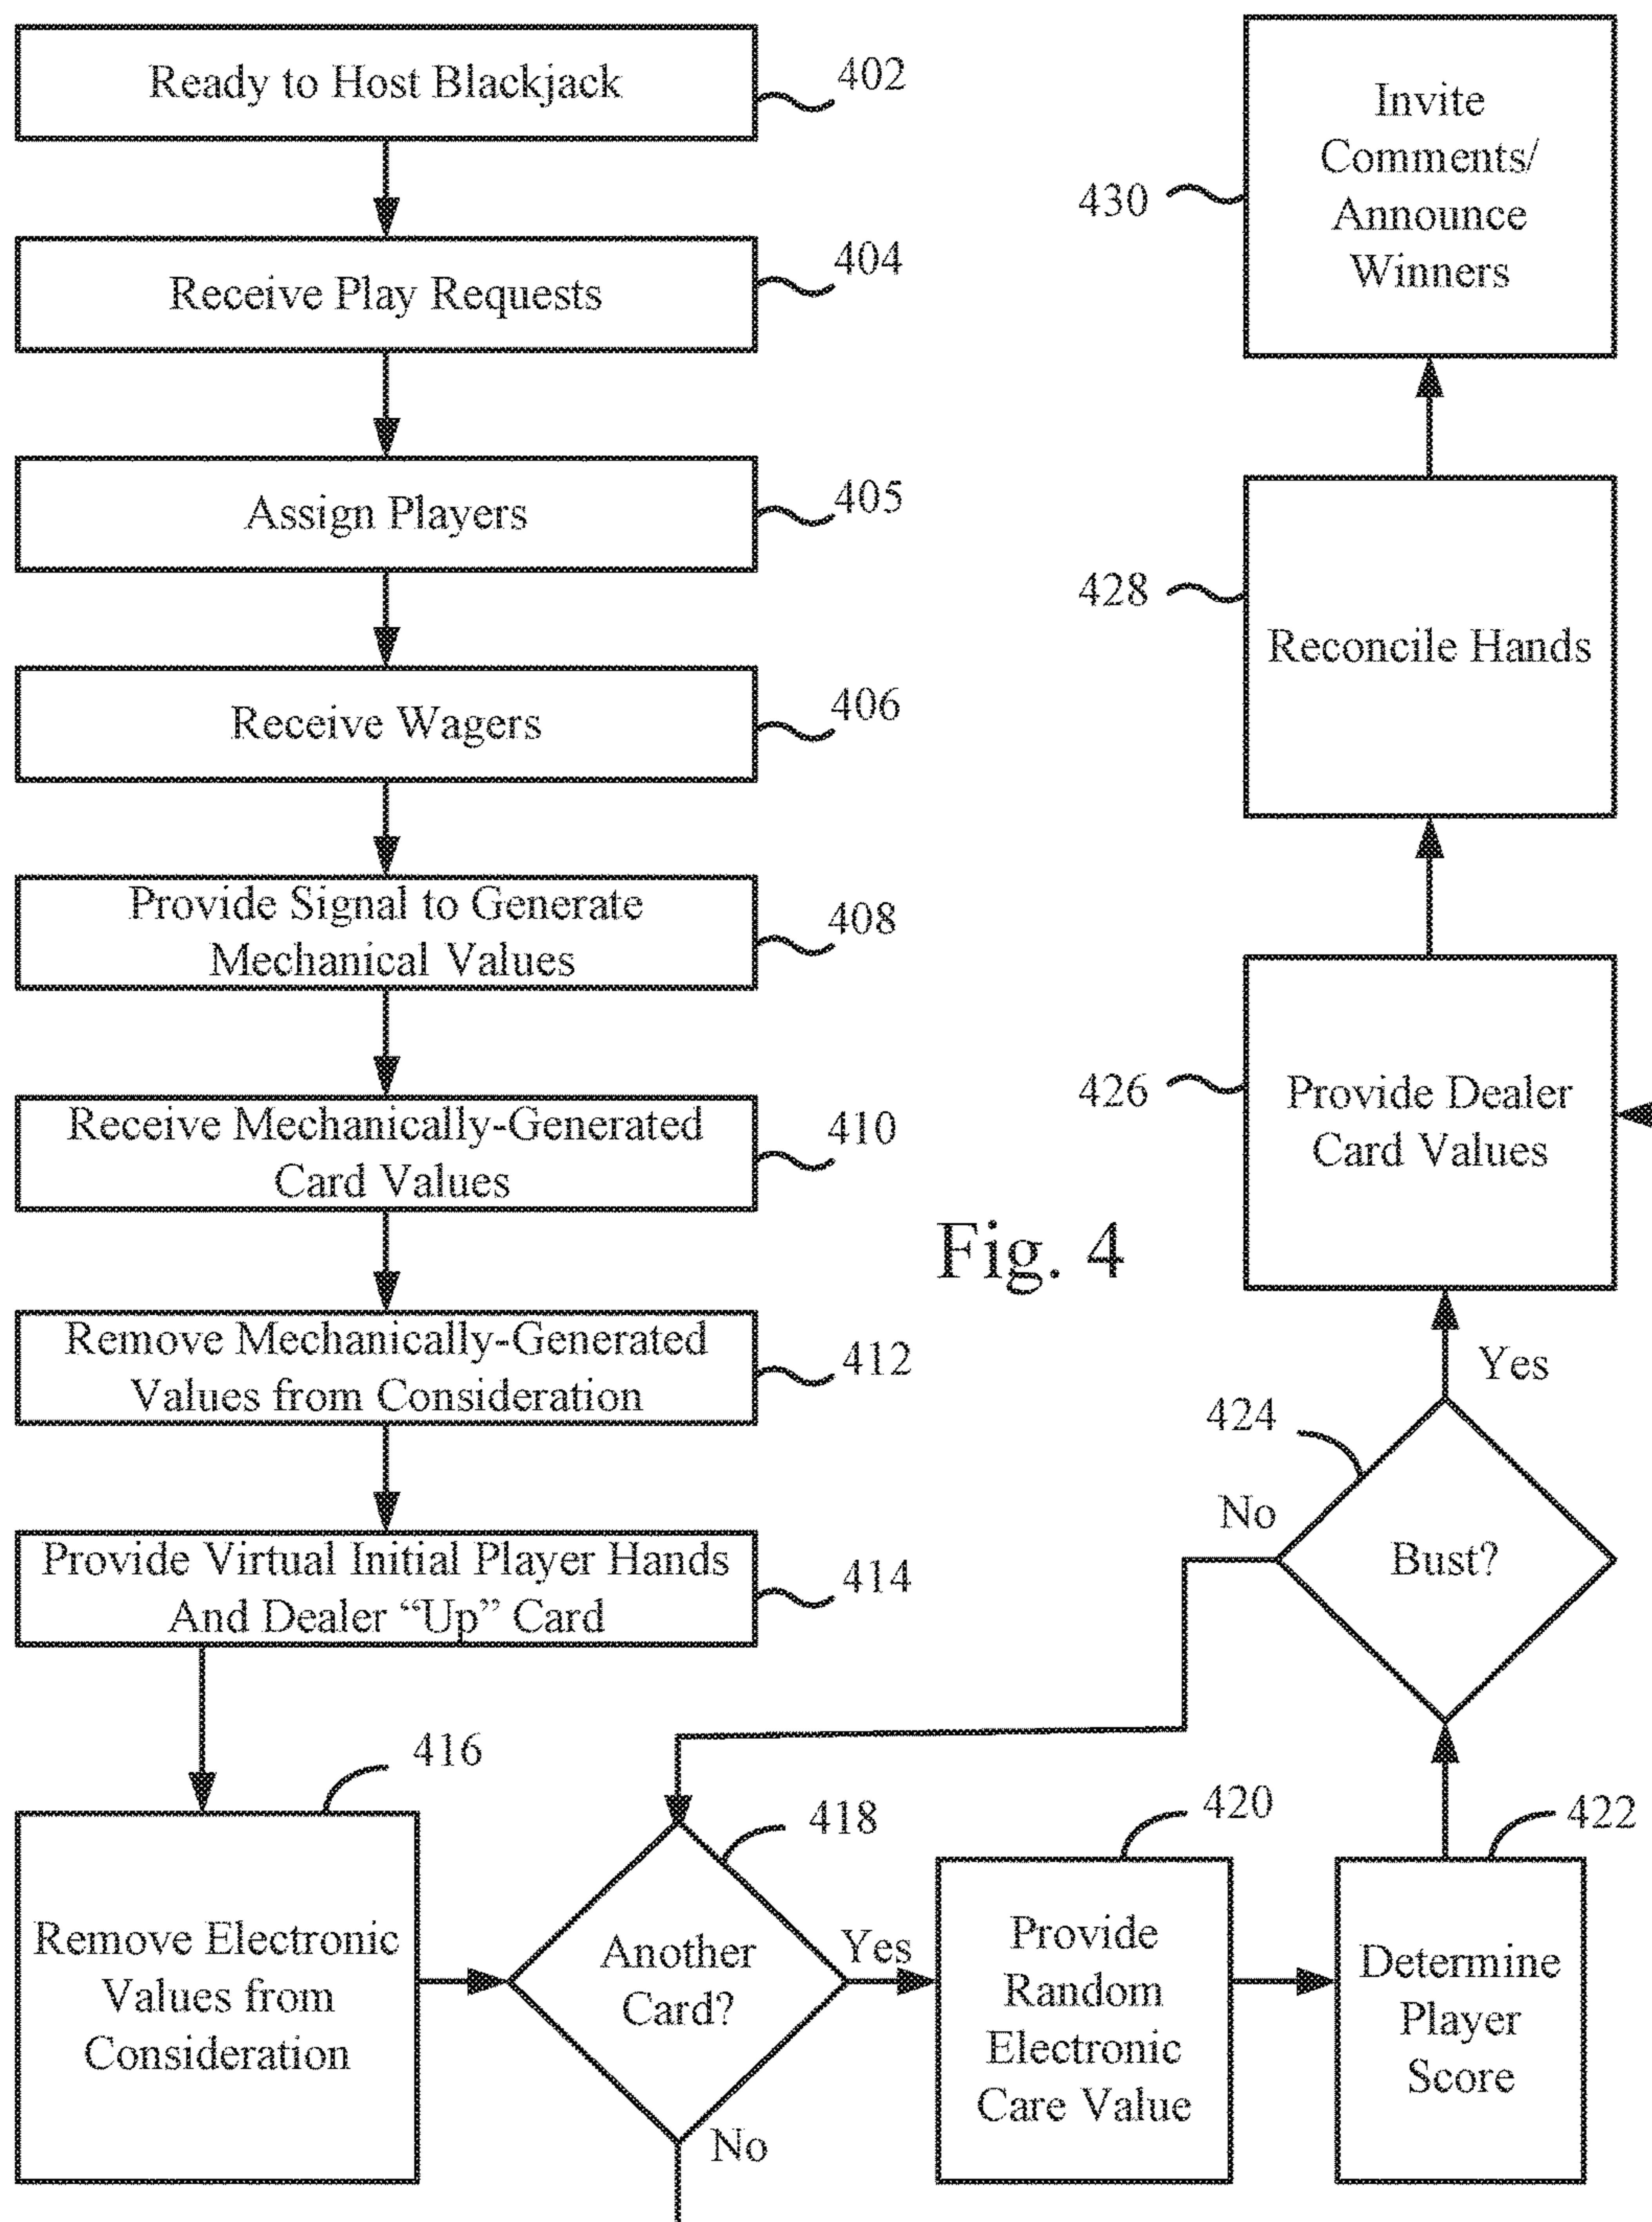 Ready to Host Blackjack
402
Receive Play Requests
404
Assign Players
405
Receive Wagers
406
Provide Signal to Generate
Mechanical Values
408
Receive Mechanically-Generated
Card Values
410
Remove Mechanically-Generated
Values from Consideration
412
Provide Virtual Initial Player Hands
And Dealer “Up” Card
414
416
Remove Electronic
Values from
Consideration
418
Another
Card?
Yes
No
420
Provide
Random
Electronic
Care Value
422
Determine
Player
Score
424
Bust?
No
Yes
426
Provide Dealer
Card Values
428
Reconcile Hands
430
Invite
Comments/
Announce
Winners
Fig. 4